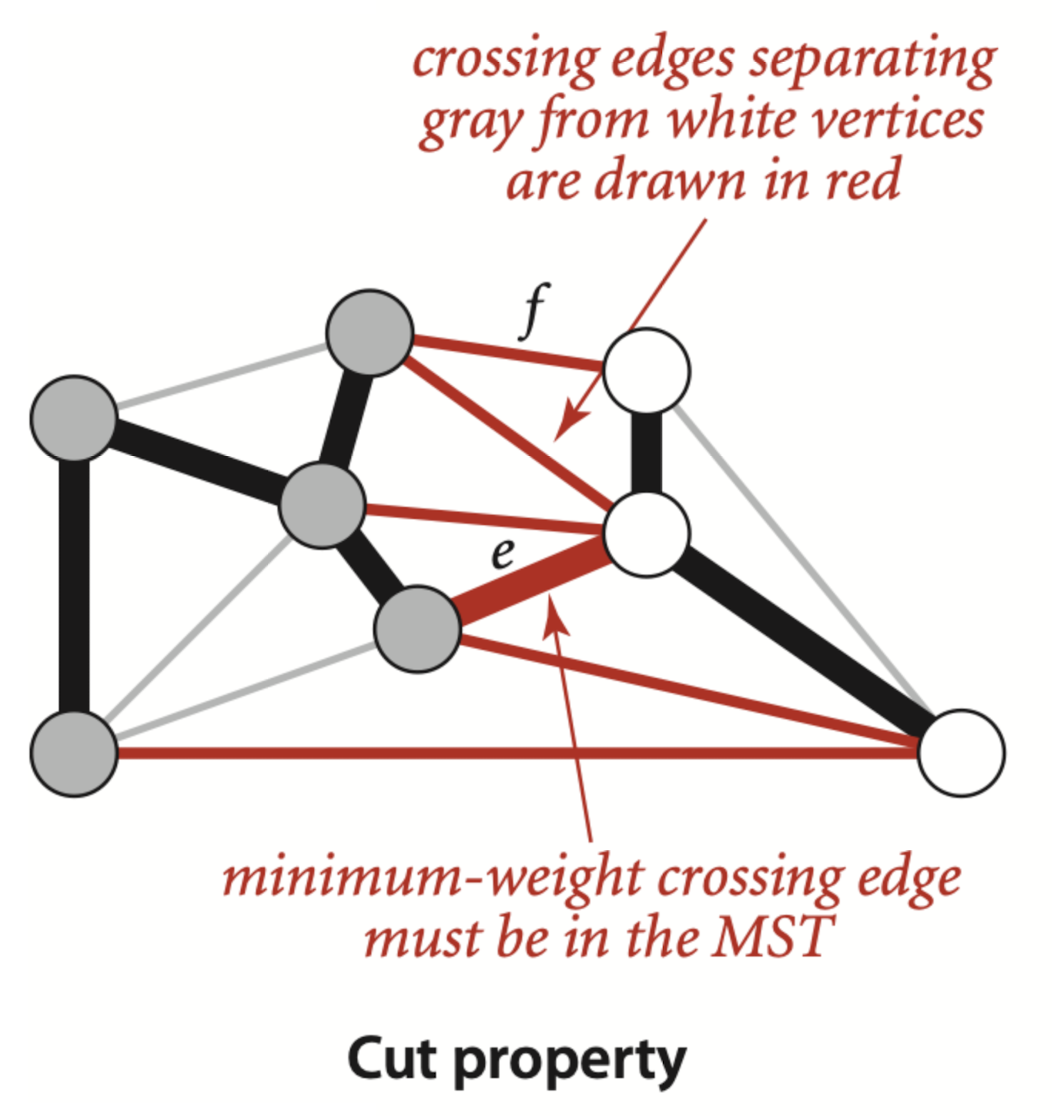 crossing edges separating
gray from white vertices
are drawn in red
f
e
minimum-weight crossing edge
must be in the MST
Cut property